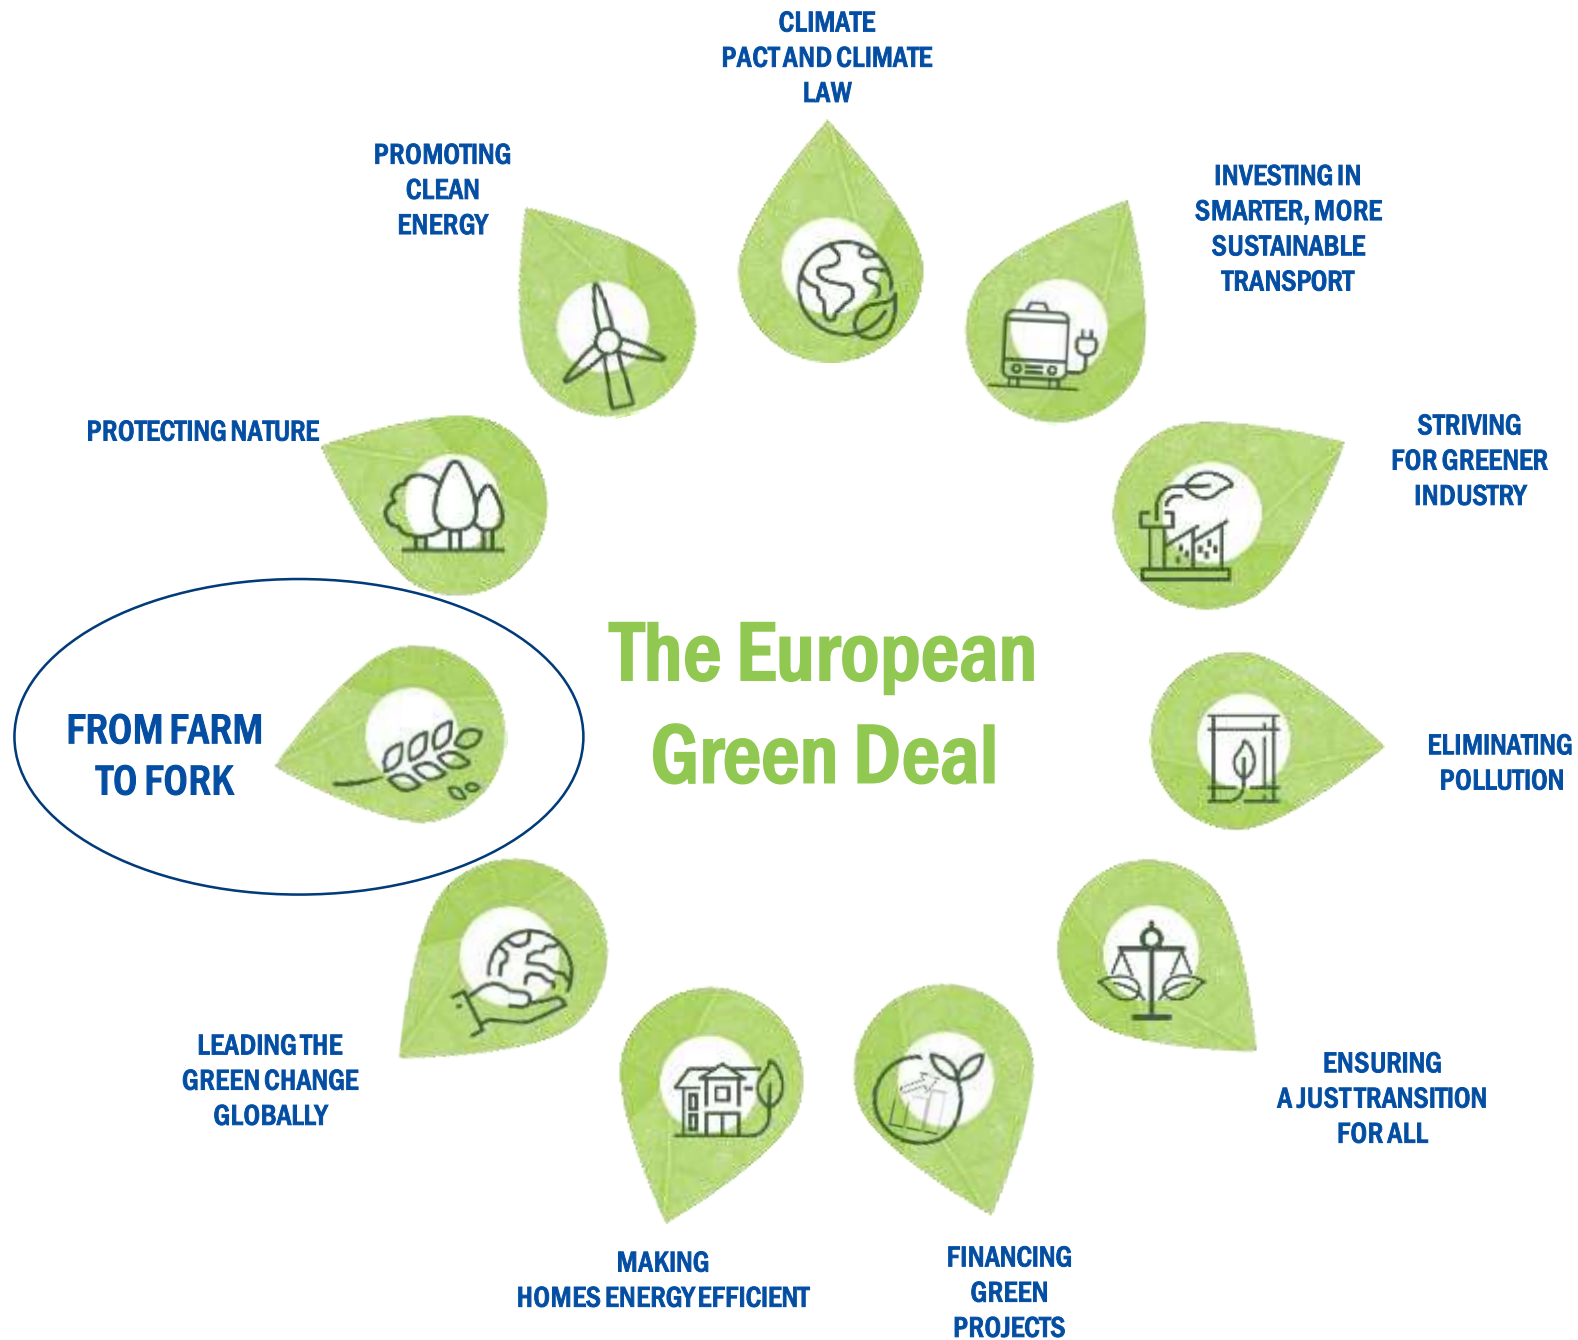 CLIMATE
PACT AND CLIMATE
LAW
PROMOTING
CLEAN
ENERGY
INVESTING IN
SMARTER, MORE
SUSTAINABLE
TRANSPORT
PROTECTING NATURE
STRIVING
FOR GREENER
INDUSTRY
The European
Green Deal
FROM FARM
TO FORK
ELIMINATING
POLLUTION
LEADING THE
GREEN CHANGE
GLOBALLY
ENSURING
A JUST TRANSITION
FOR ALL
MAKING
HOMES ENERGY EFFICIENT
FINANCING
GREEN
PROJECTS